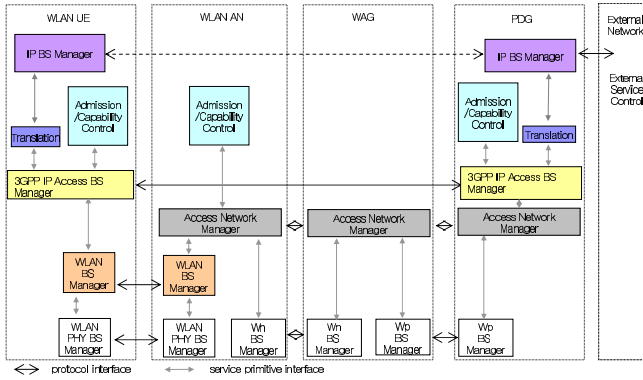 WLAN UE
WLAN AN
WAG
PDG
IP BS Manager
IP BS Manager
External
Network
External
Service
Control
Admission
/Capability
Control
Admission
/Capability
Control
Admission
/Capability
Control
Translation
Translation
3GPP IP Access BS
Manager
3GPP IP Access BS
Manager
Access Network
Manager
Access Network
Manager
Access Network
Manager
WLAN
BS
Manager
WLAN
BS
Manager
WLAN
PHY BS
Manager
WLAN
PHY BS
Manager
Wn
BS
Manager
Wn
BS
Manager
Wp
BS
Manager
Wp
BS
Manager
protocol interface
service primitive interface